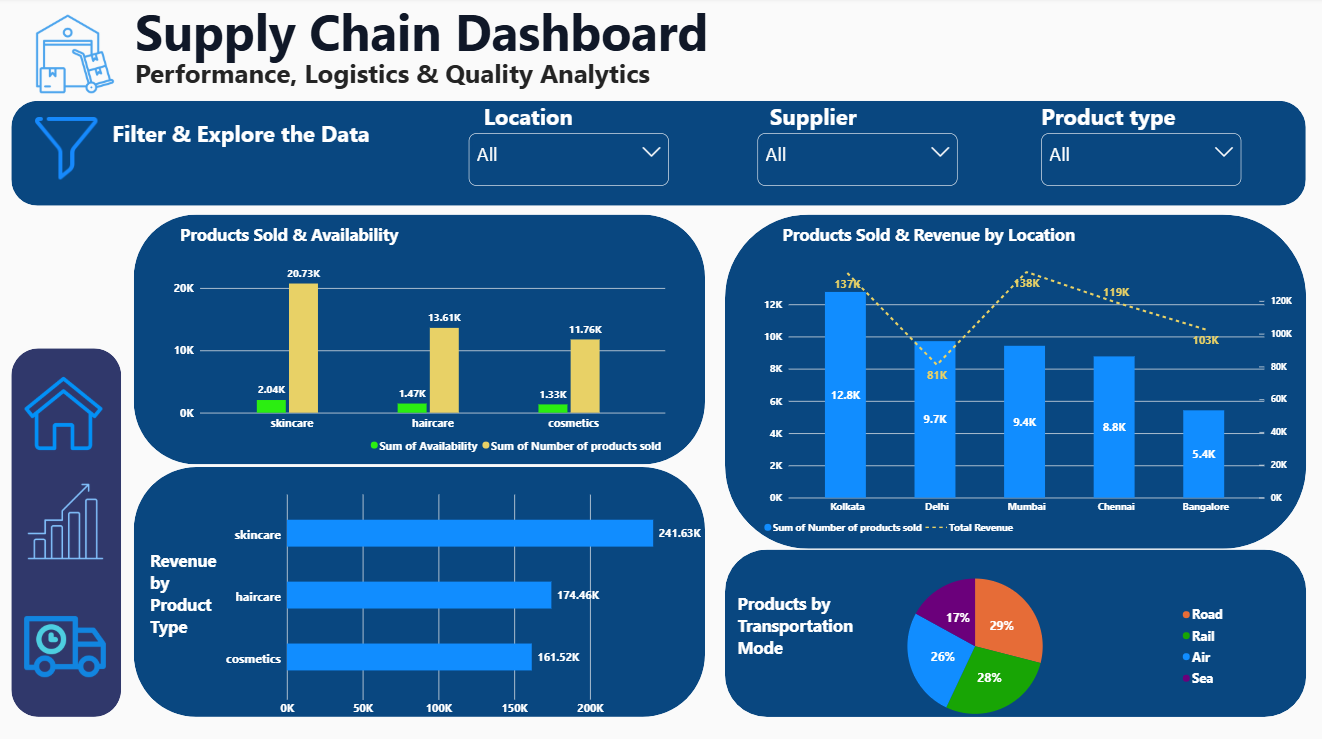 Supply Chain Dashboard
Performance, Logistics & Quality Analytics
Filter & Explore the Data
Location
All
Supplier
All
Product type
All
Products Sold & Availability
20K
10K
0K
2.04K
20.73K
1.47K
13.61K
1.33K
11.76K
skincare
haircare
cosmetics
Sum of Availability
Sum of Number of products sold
Products Sold & Revenue by Location
12K
10K
8K
6K
4K
2K
0K
137K
81K
138K
119K
103K
12.8K
9.7K
9.4K
8.8K
5.4K
120K
100K
80K
60K
40K
20K
0K
Kolkata
Delhi
Mumbai
Chennai
Bangalore
Sum of Number of products sold
Total Revenue
Revenue
by
Product
Type
skincare
241.63K
haircare
174.46K
cosmetics
161.52K
0K
50K
100K
150K
200K
Products by
Transportation
Mode
17%
29%
26%
28%
Road
Rail
Air
Sea